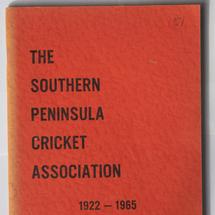 THE
SOUTHERN
PENINSULA
CRICKET
ASSOCIATION
1922 — 1965